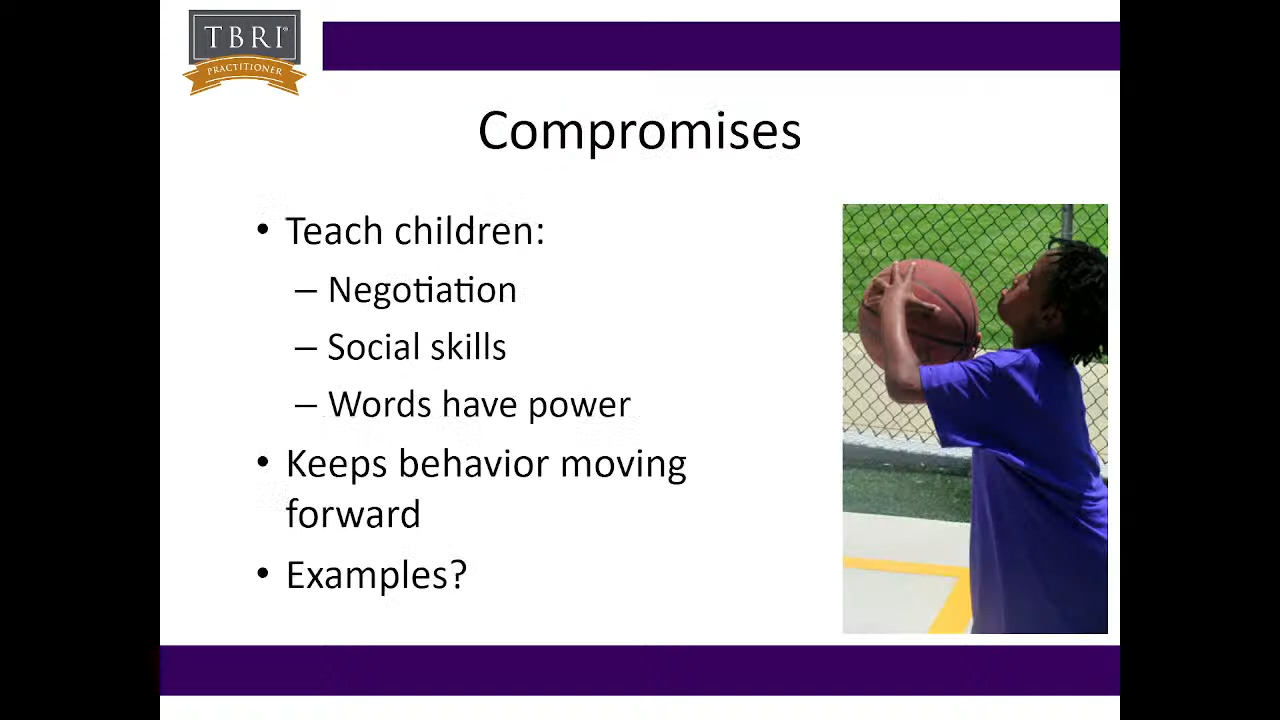 TBRI®
PRACTITIONER
Compromises
• Teach children:
– Negotiation
– Social skills
– Words have power
• Keeps behavior moving
forward
• Examples?